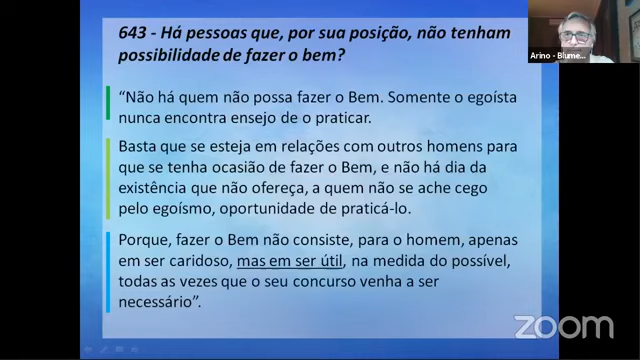 643 - Há pessoas que, por sua posição, não tenham
possibilidade de fazer o bem?
“Não há quem não possa fazer o Bem. Somente o egoísta
nunca encontra ensejo de o praticar.
Basta que se esteja em relações com outros homens para
que se tenha ocasião de fazer o Bem, e não há dia da
existência que não ofereça, a quem não se ache cego
pelo egoísmo, oportunidade de praticá-lo.
Porque, fazer o Bem não consiste, para o homem, apenas
em ser caridoso, mas em ser útil, na medida do possível,
todas as vezes que o seu concurso venha a ser
necessário”.
Arino - Blume...
zoom